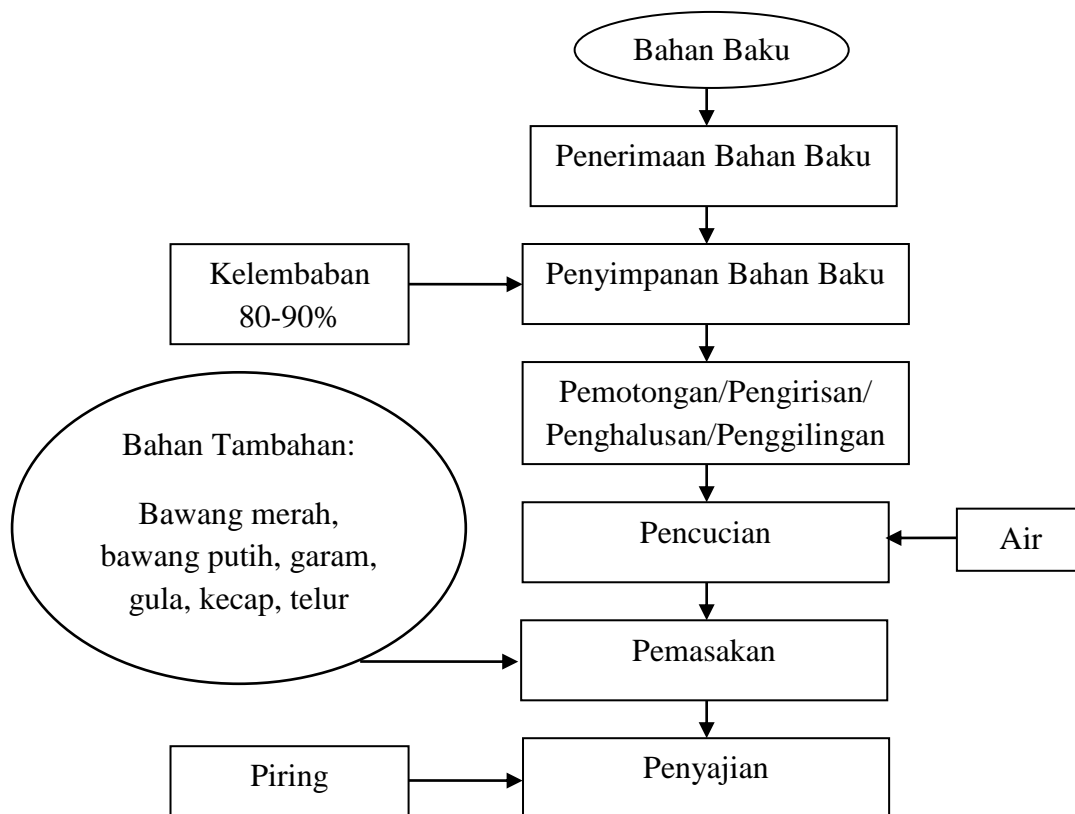 Bahan Baku
Penerimaan Bahan Baku
Kelembaban
80-90%
Penyimpanan Bahan Baku
Pemotongan/Pengirisan/
Penghalusan/Penggilingan
Bahan Tambahan:
Bawang merah,
bawang putih, garam,
gula, kecap, telur
Pencucian
Air
Pemasakan
Piring
Penyajian